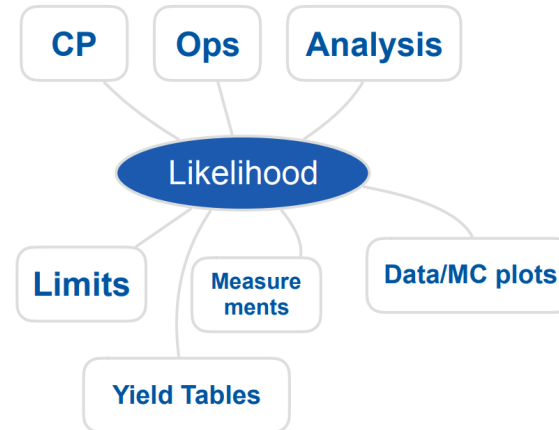 CP
Ops
Analysis
Likelihood
Limits
Measure
ments
Data/MC plots
Yield Tables